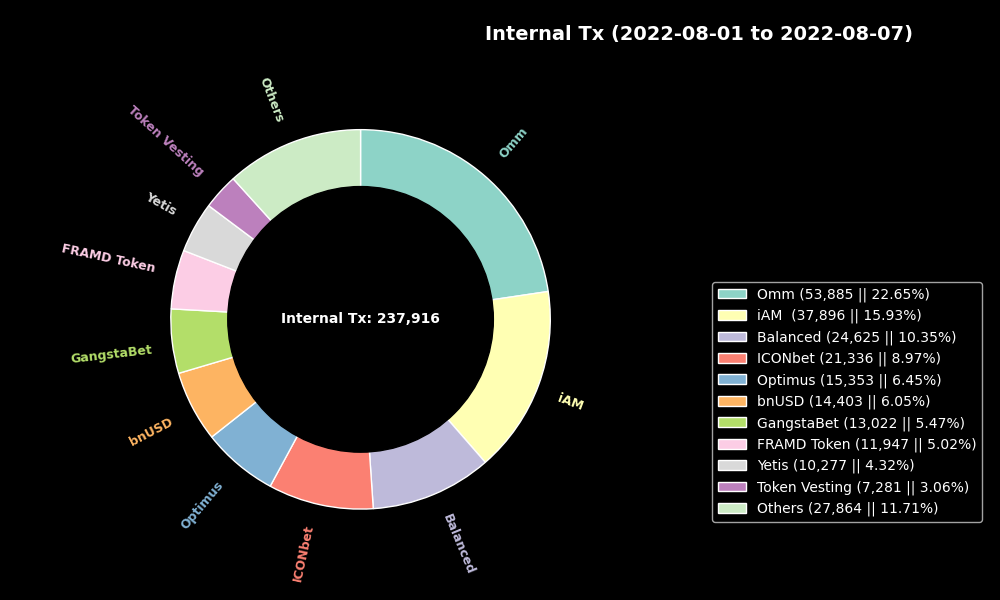 Internal Tx (2022-08-01 to 2022-08-07)
Others
Token Vesting
Omm
Yetis
FRAMD Token
Internal Tx: 237,916
GangstaBet
iAM
bnUSD
Optimus
Balanced
ICONbet
Omm (53,885 || 22.65%)
iAM  (37,896 || 15.93%)
Balanced (24,625 || 10.35%)
ICONbet (21,336 || 8.97%)
Optimus (15,353 || 6.45%)
bnUSD (14,403 || 6.05%)
GangstaBet (13,022 || 5.47%)
FRAMD Token (11,947 || 5.02%)
Yetis (10,277 || 4.32%)
Token Vesting (7,281 || 3.06%)
Others (27,864 || 11.71%)